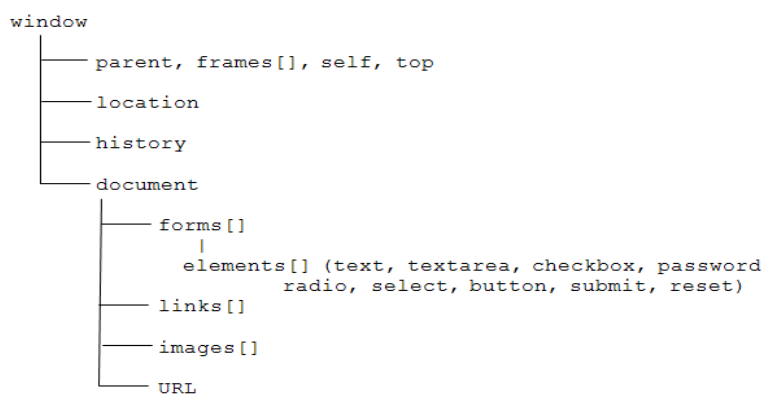 window
parent, frames[], self, top
location
history
document
forms[]
elements[] (text, textarea, checkbox, password
radio, select, button, submit, reset)
links[]
images[]
URL